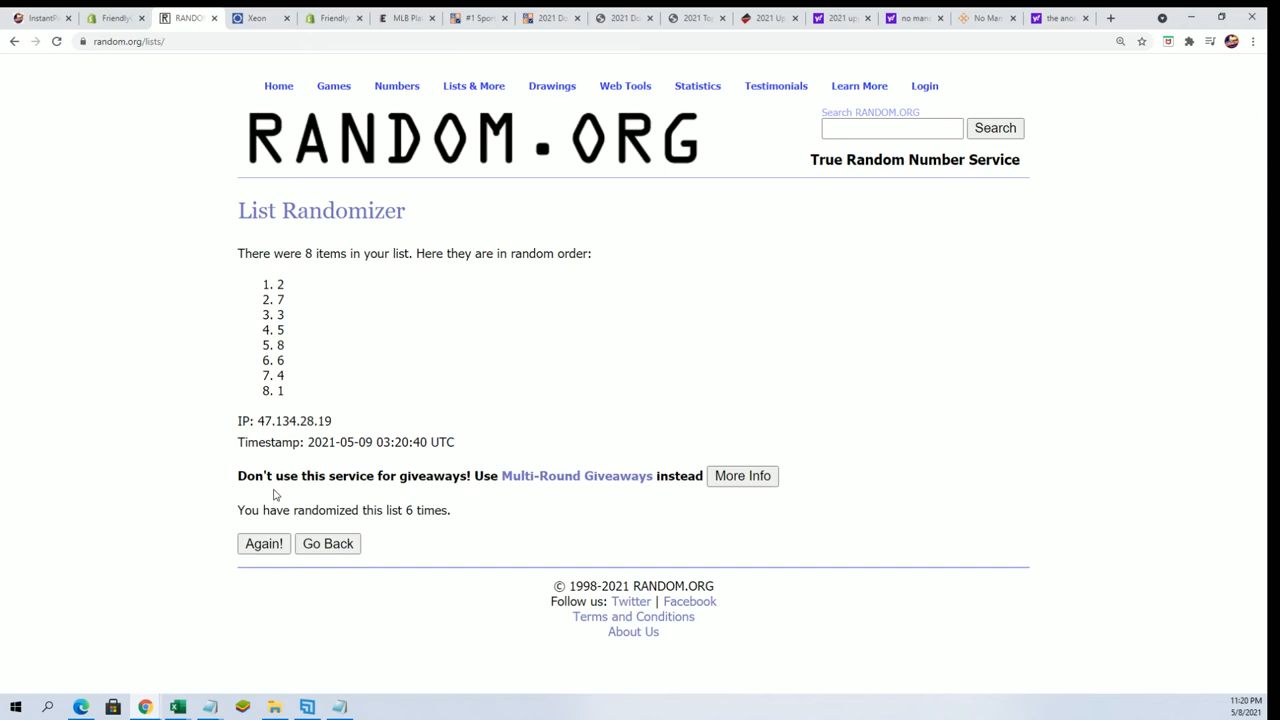 InstantP
Friendly
RANDO
Xeon
Friendly
MLB Pla
#1 Spor
2021 Do
2021 Do
2021 To
2021 Up
2021 up
no man
No Man
the ano
random.org/lists/
Home Games Numbers Lists & More Drawings Web Tools Statistics Testimonials Learn More Login
RANDOM.ORG
Search RANDOM.ORG
Search
True Random Number Service
List Randomizer
There were 8 items in your list. Here they are in random order:
1. 2
2. 7
3. 3
4. 5
5. 8
6. 6
7. 4
8. 1
IP: 47.134.28.19
Timestamp: 2021-05-09 03:20:40 UTC
Don't use this service for giveaways! Use Multi-Round Giveaways instead More Info
You have randomized this list 6 times.
Again! Go Back
© 1998-2021 RANDOM.ORG
Follow us: Twitter | Facebook
Terms and Conditions
About Us
11:20 PM
5/8/2021